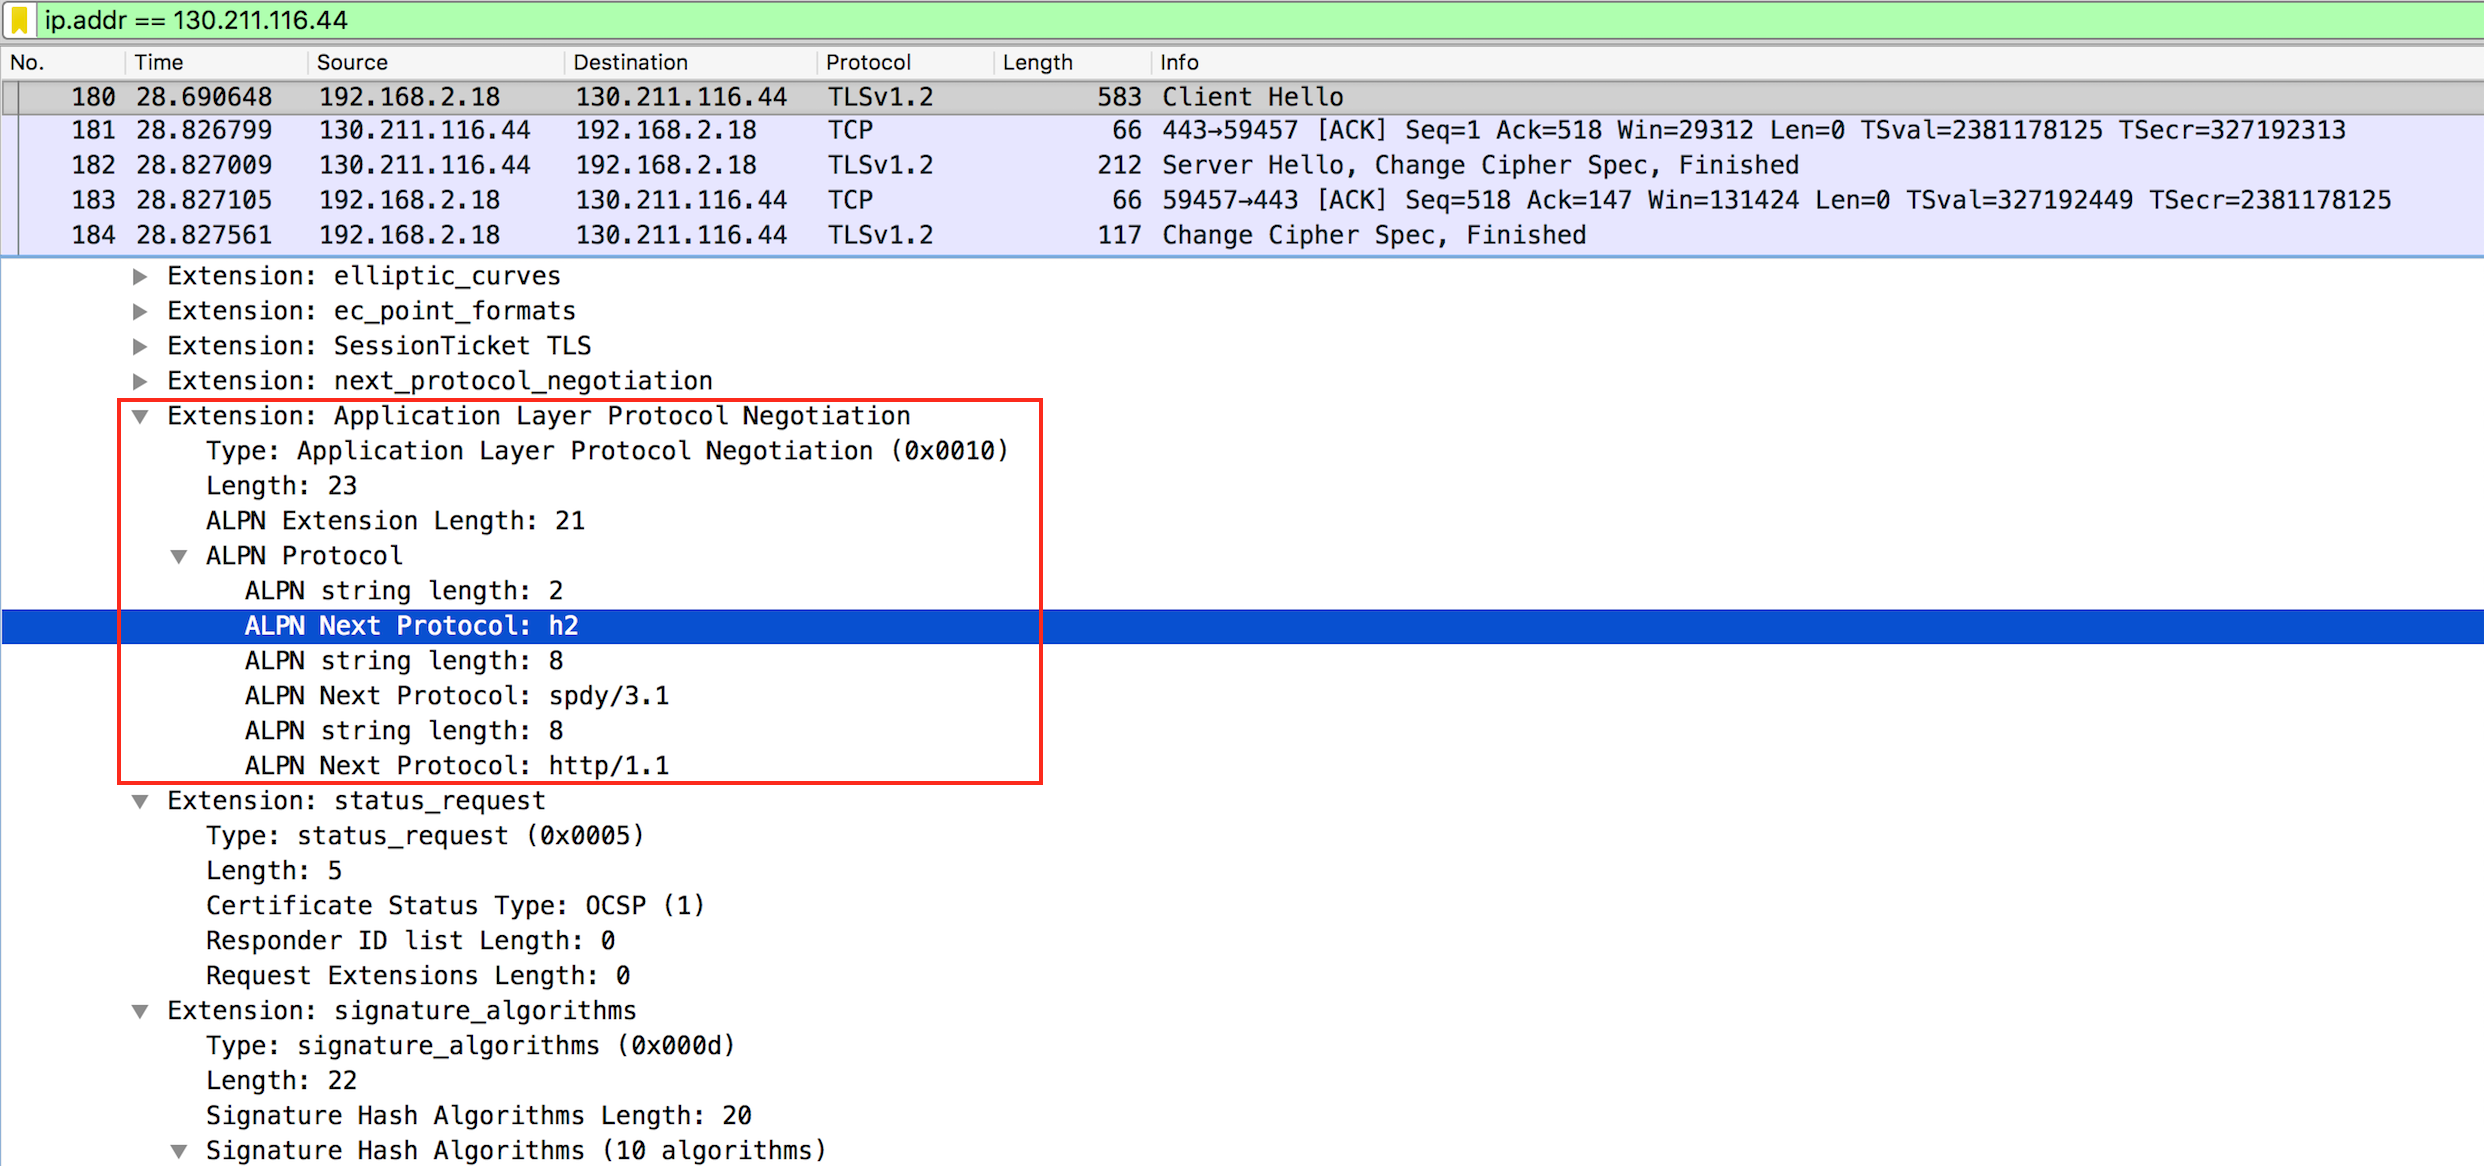 ip.addr == 130.211.116.44
No. Time Source Destination Protocol Length Info
180 28.690648 192.168.2.18 130.211.116.44 TLSv1.2 583 Client Hello
181 28.826799 130.211.116.44 192.168.2.18 TCP 66 443→59457 [ACK] Seq=1 Ack=518 Win=29312 Len=0 TSval=2381178125 TSecr=327192313
182 28.827009 130.211.116.44 192.168.2.18 TLSv1.2 212 Server Hello, Change Cipher Spec, Finished
183 28.827105 192.168.2.18 130.211.116.44 TCP 66 59457→443 [ACK] Seq=518 Ack=147 Win=131424 Len=0 TSval=327192449 TSecr=2381178125
184 28.827561 192.168.2.18 130.211.116.44 TLSv1.2 117 Change Cipher Spec, Finished
Extension: elliptic_curves
Extension: ec_point_formats
Extension: SessionTicket TLS
Extension: next_protocol_negotiation
Extension: Application Layer Protocol Negotiation
Type: Application Layer Protocol Negotiation (0x0010)
Length: 23
ALPN Extension Length: 21
ALPN Protocol
ALPN string length: 2
ALPN Next Protocol: h2
ALPN string length: 8
ALPN Next Protocol: spdy/3.1
ALPN string length: 8
ALPN Next Protocol: http/1.1
Extension: status_request
Type: status_request (0x0005)
Length: 5
Certificate Status Type: OCSP (1)
Responder ID list Length: 0
Request Extensions Length: 0
Extension: signature_algorithms
Type: signature_algorithms (0x000d)
Length: 22
Signature Hash Algorithms Length: 20
Signature Hash Algorithms (10 algorithms)